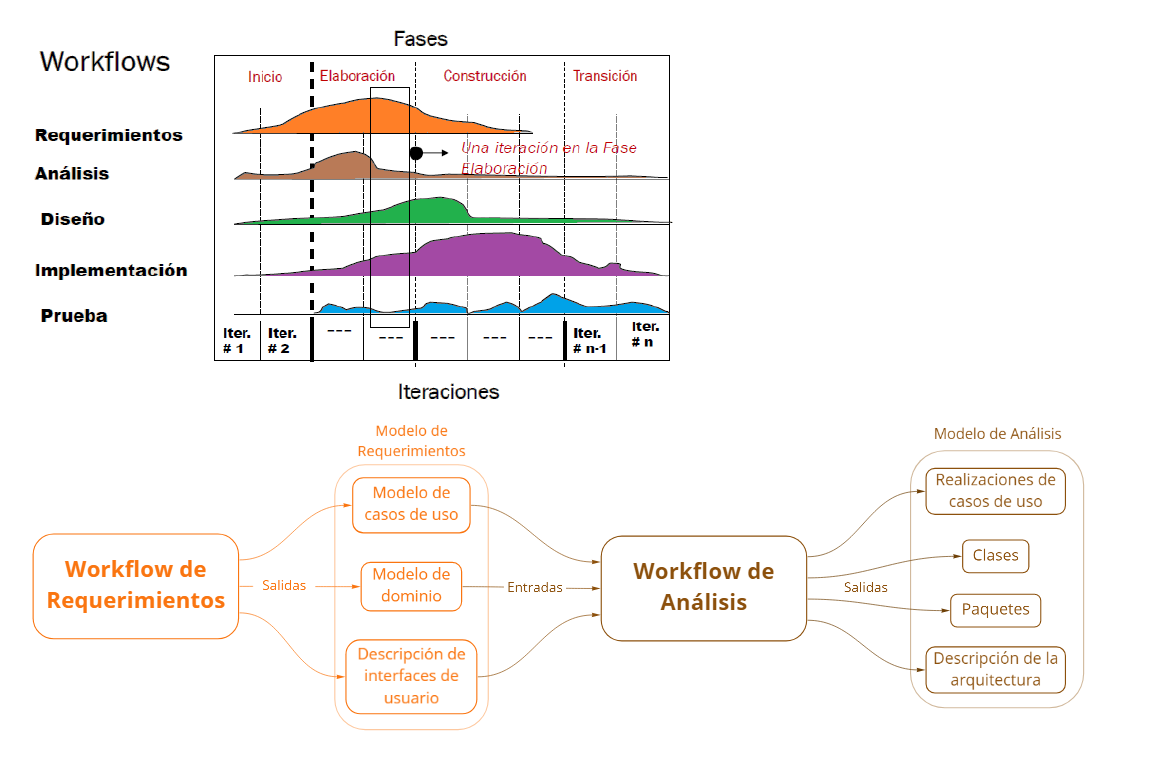 Fases
Workflows
Inicio
Elaboración
Construcción
Transición
Requerimientos
Una iteración en la Fase
Elaboración
Análisis
Diseño
Implementación
Prueba
Iter.
# 1
Iter.
# 2
---
---
---
---
---
Iter.
# n-1
Iter.
# n
Iteraciones
Modelo de
Requerimientos
Modelo de
casos de uso
Modelo de
dominio
Descripción de
interfaces de
usuario
Workflow de
Requerimientos
Salidas
Entradas
Workflow de
Análisis
Salidas
Modelo de Análisis
Realizaciones de
casos de uso
Clases
Paquetes
Descripción de la
arquitectura